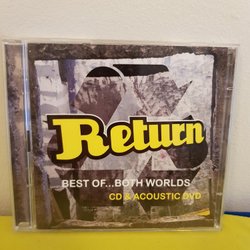 Return
BEST OF...BOTH WORLDS
CD & ACOUSTIC DVD